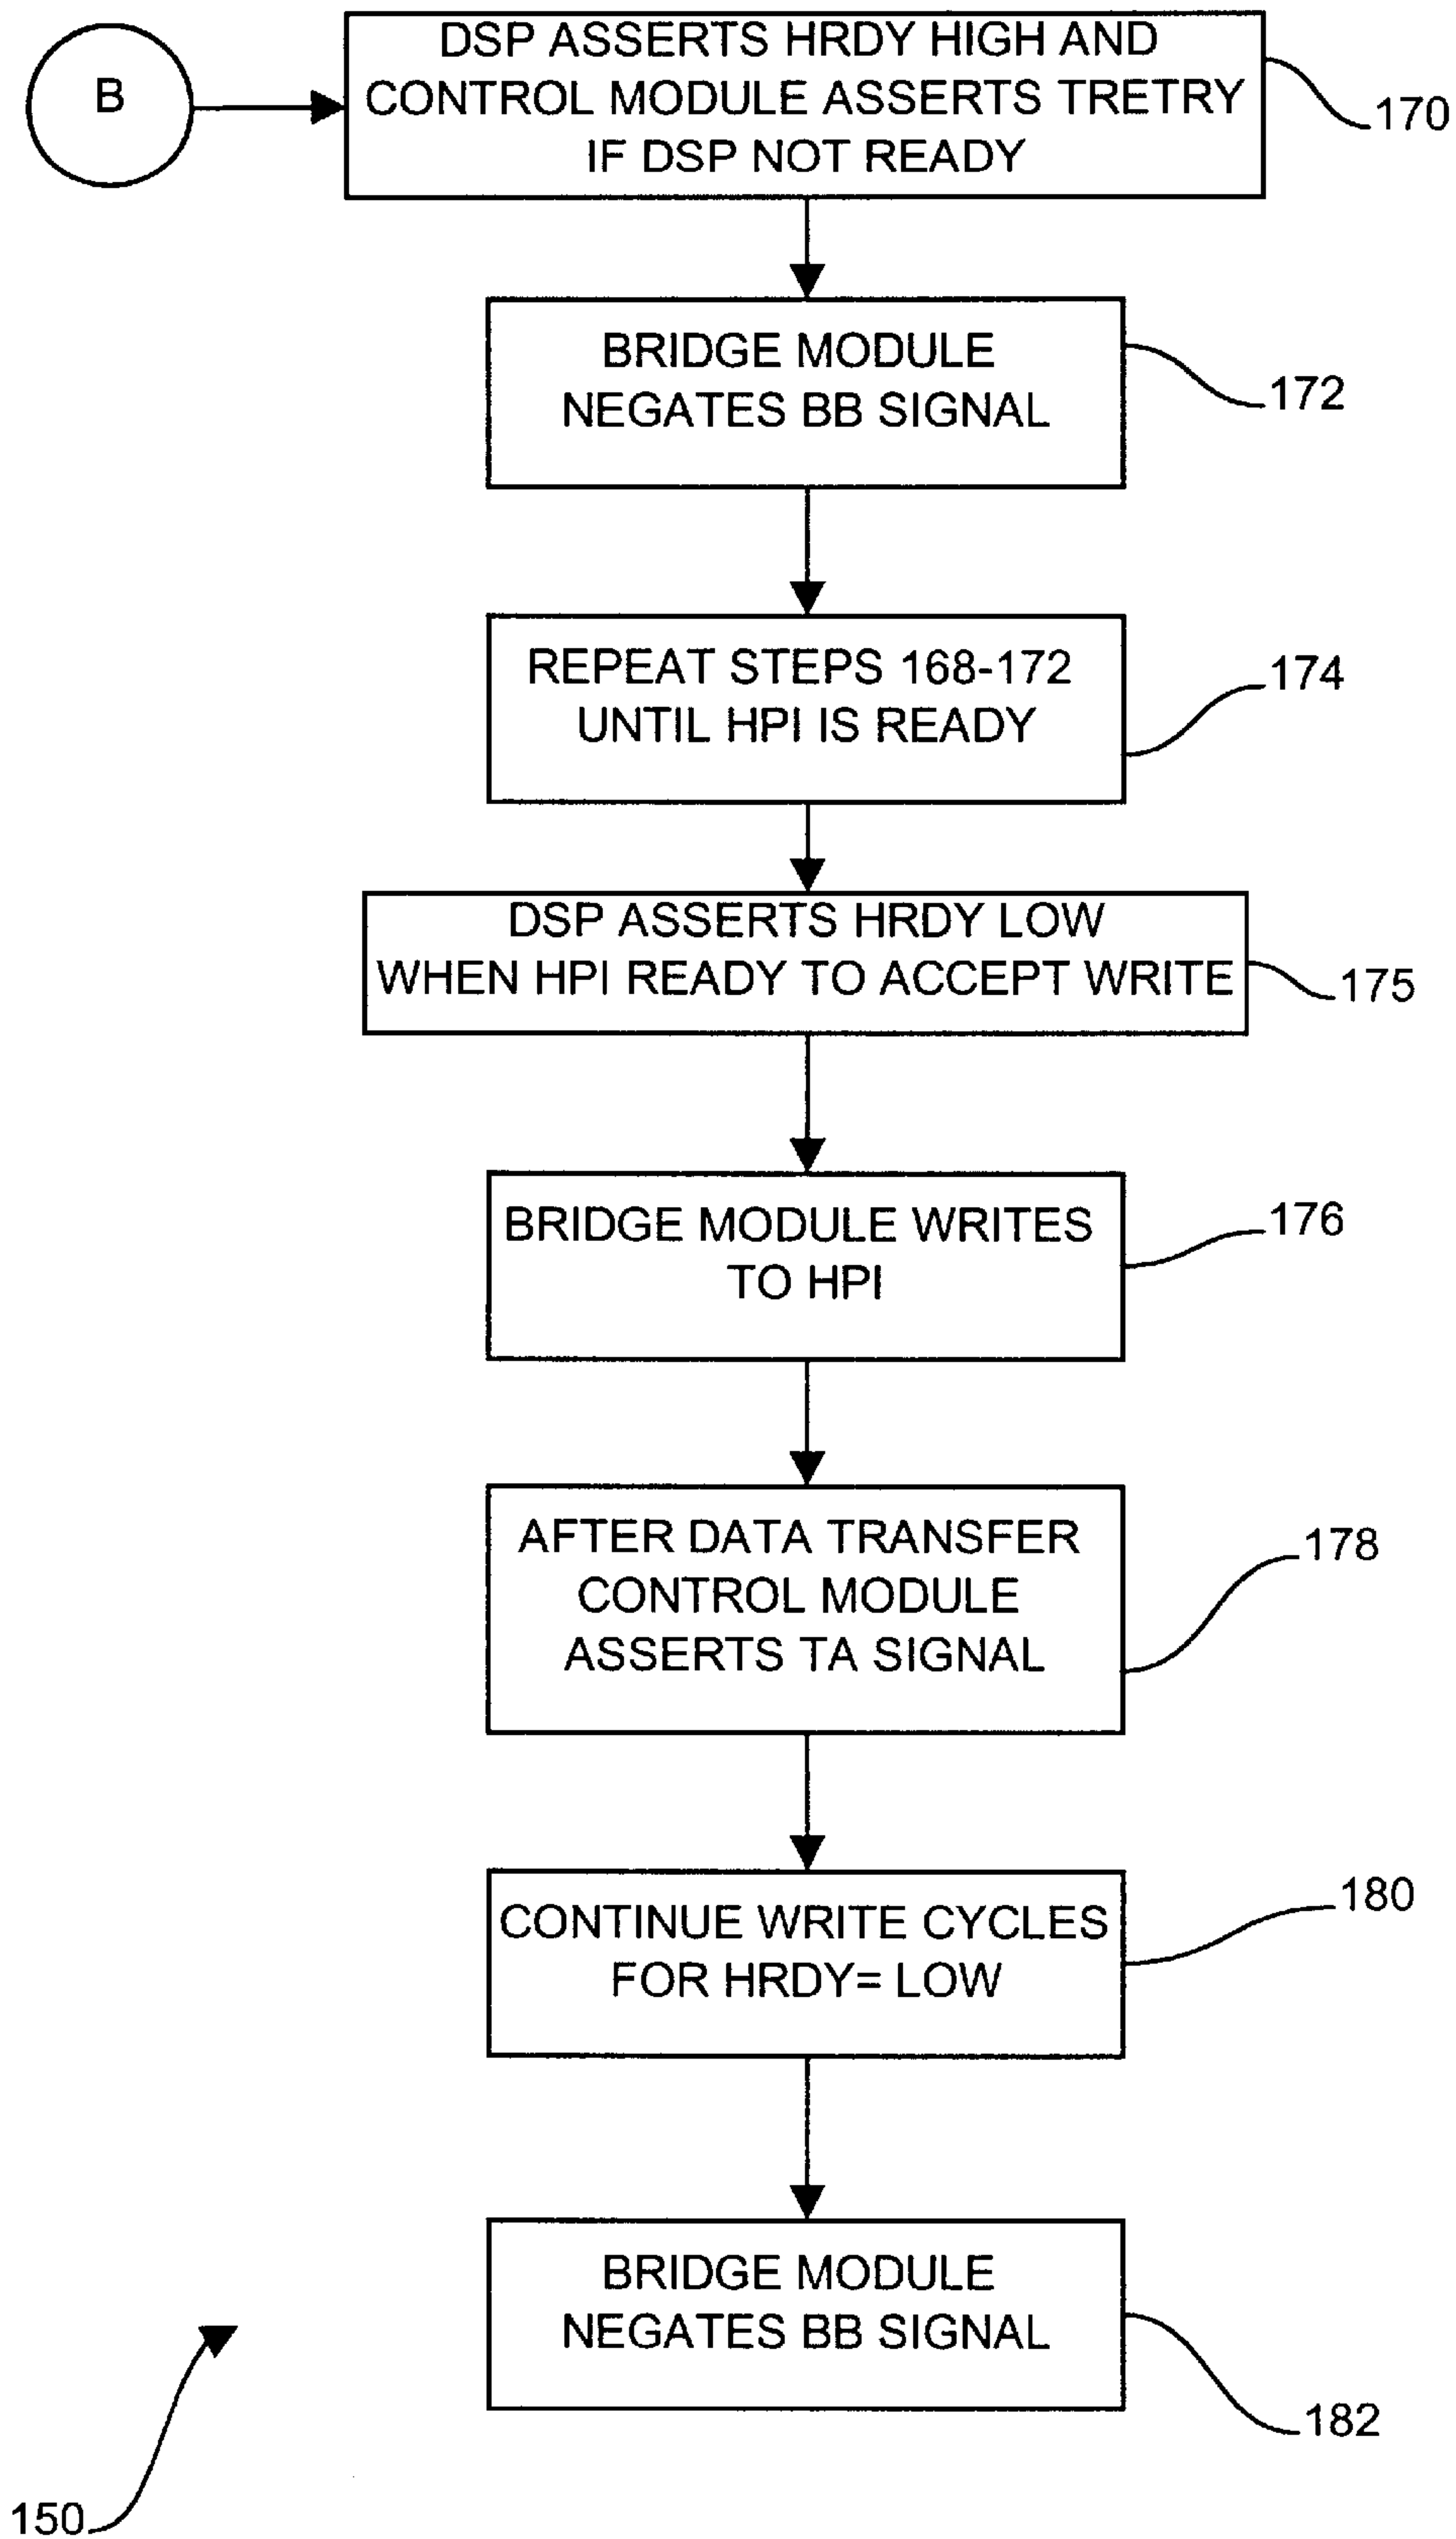 B
DSP ASSERTS HRDY HIGH AND
CONTROL MODULE ASSERTS TRETRY
IF DSP NOT READY
170
BRIDGE MODULE
NEGATES BB SIGNAL
172
REPEAT STEPS 168-172
UNTIL HPI IS READY
174
DSP ASSERTS HRDY LOW
WHEN HPI READY TO ACCEPT WRITE
175
BRIDGE MODULE WRITES
TO HPI
176
AFTER DATA TRANSFER
CONTROL MODULE
ASSERTS TA SIGNAL
178
CONTINUE WRITE CYCLES
FOR HRDY= LOW
180
BRIDGE MODULE
NEGATES BB SIGNAL
182
150